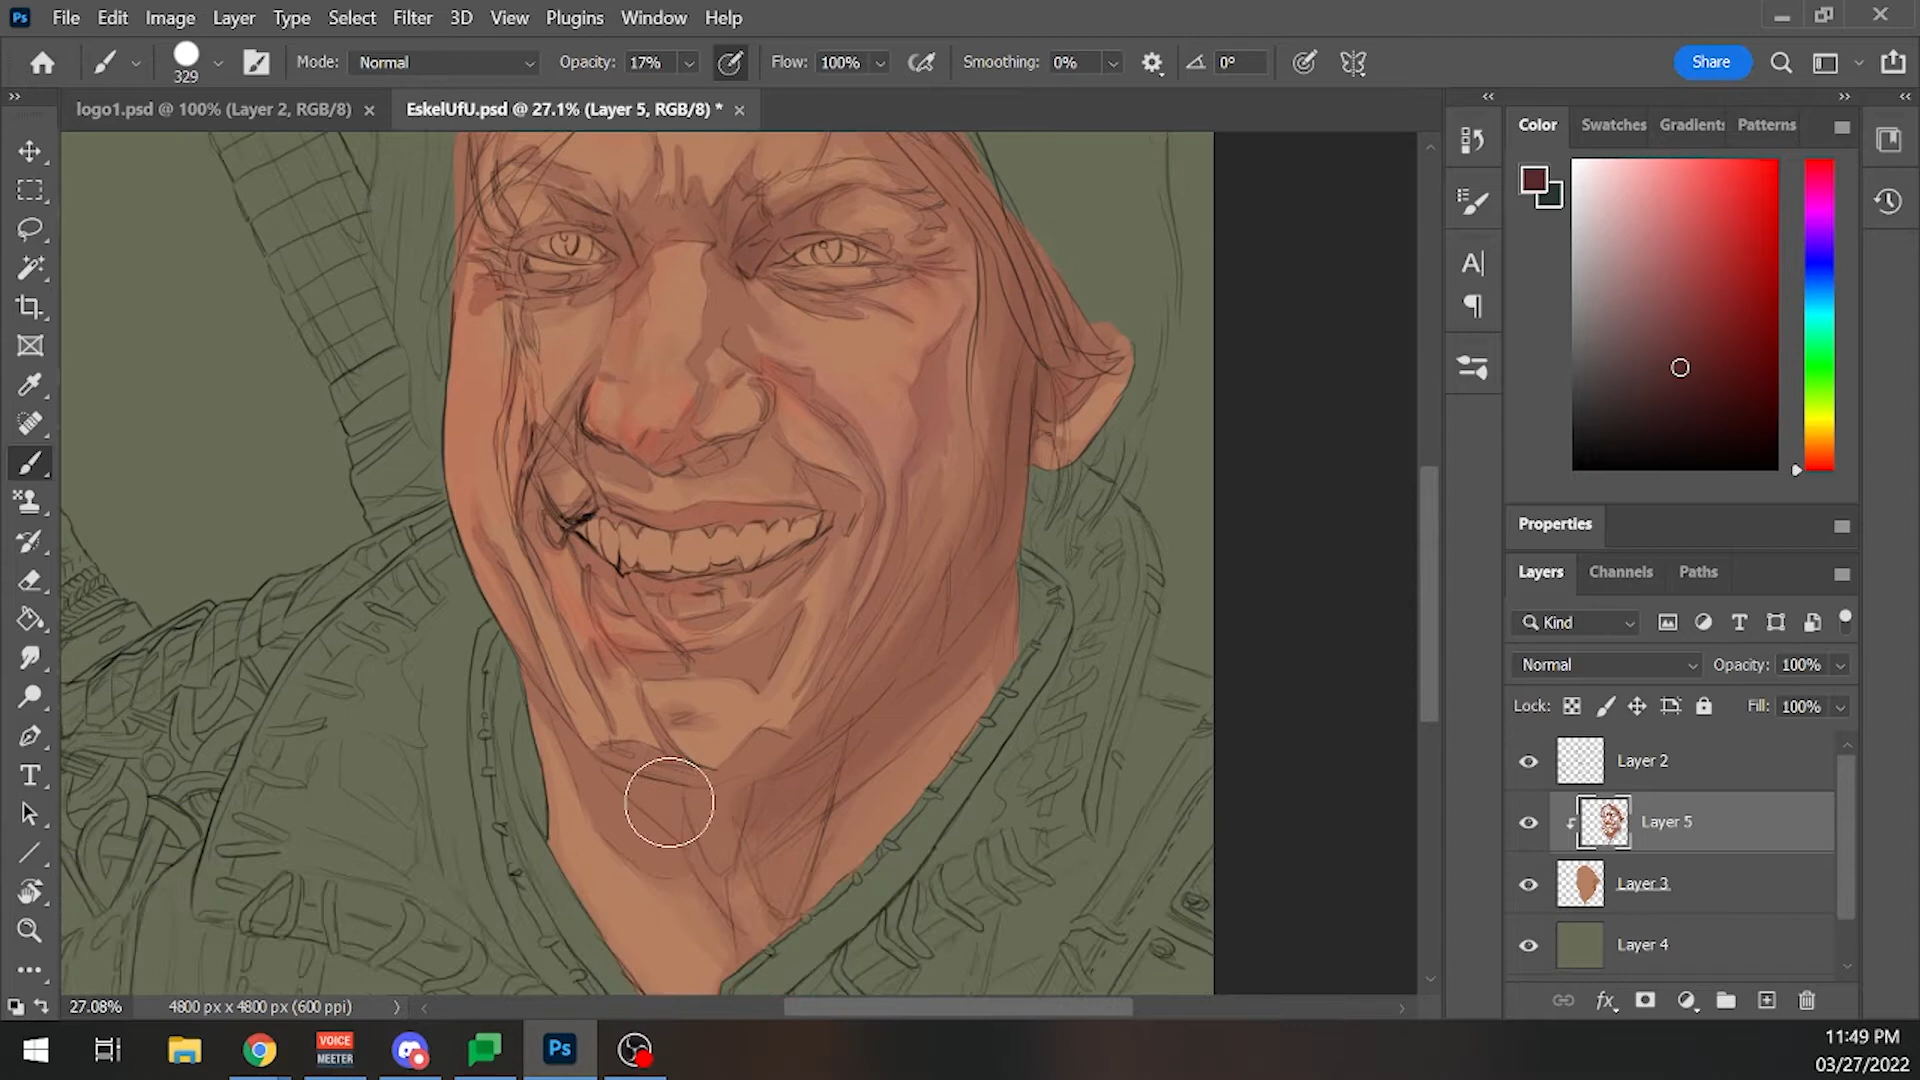 Ps File Edit Image Layer Type Select Filter 3D View Plugins Window Help
329 Mode: Normal Opacity: 17% Flow: 100% Smoothing: 0% 0° Share
logo1.psd @ 100% (Layer 2, RGB/8) EskelUfU.psd @ 27.1% (Layer 5, RGB/8) *
Color Swatches Gradients Patterns
Properties
Layers Channels Paths
Kind
Normal Opacity: 100%
Lock: Fill: 100%
Layer 2
Layer 5
Layer 3
Layer 4
fx
27.08% 4800 px x 4800 px (600 ppi)
VOICE
MEETER
Ps
11:49 PM
03/27/2022